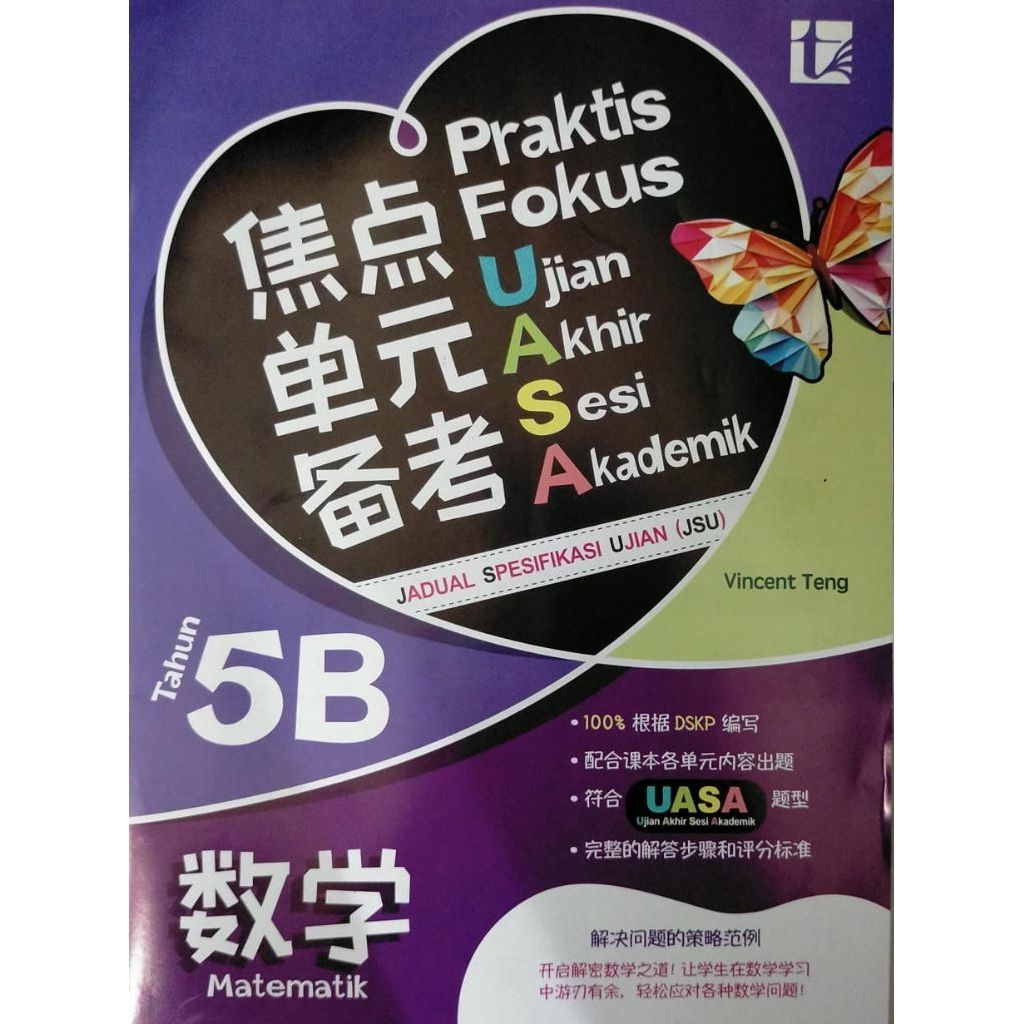 Praktis
Fokus
Ujian
Akhir
Sesi
Akademik
焦点
单元
备考
JADUAL SPESIFIKASI UJIAN (JSU)
Vincent Teng
Tahun
5B
• 100% 根据 DSKP 编写
• 配合课本各单元内容出题
• 符合 UASA 题型
Ujian Akhir Sesi Akademik
• 完整的解答步骤和评分标准
数学
Matematik
解决问题的策略范例
开启解密数学之道! 让学生在数学学习
中游刃有余, 轻松应对各种数学问题!